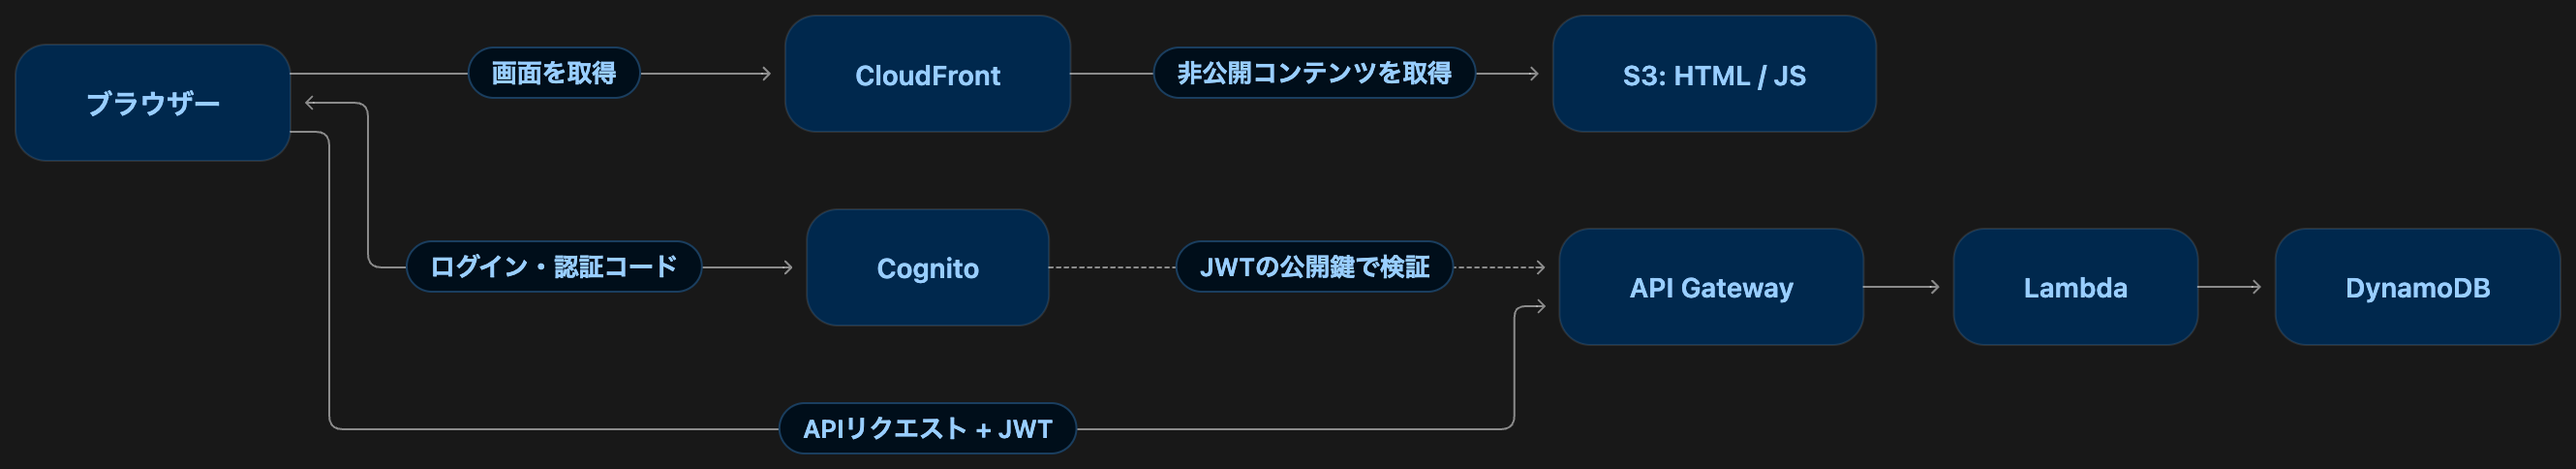 ブラウザー
画面を取得
CloudFront
非公開コンテンツを取得
S3: HTML / JS
ログイン・認証コード
Cognito
JWTの公開鍵で検証
API Gateway
Lambda
DynamoDB
APIリクエスト + JWT